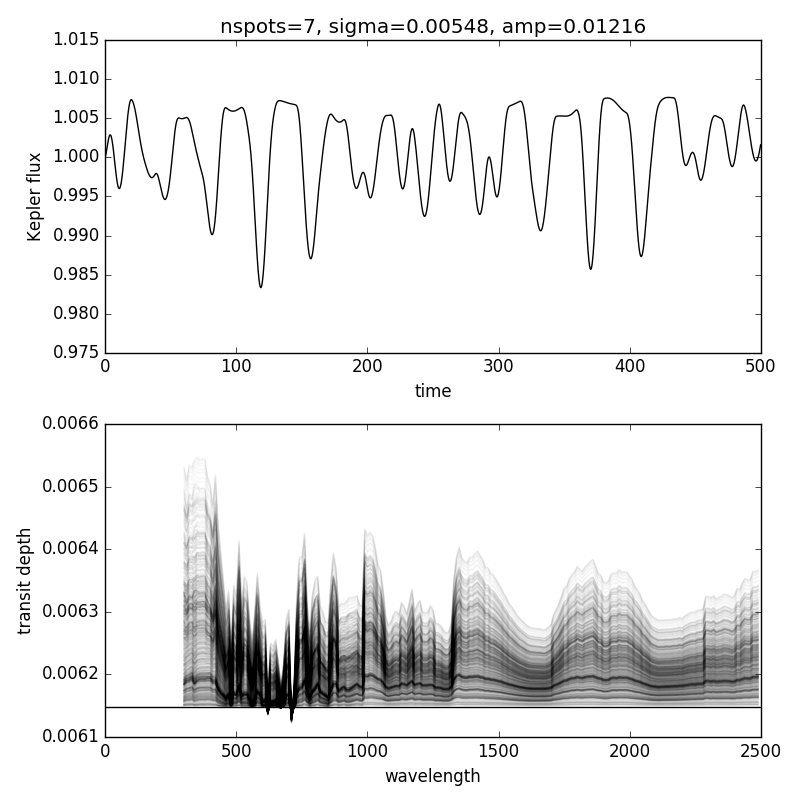 nspots=7, sigma=0.00548, amp=0.01216
1.015
1.010
1.005
1.000
0.995
0.990
0.985
0.980
0.975
Kepler flux
0 100 200 300 400 500
time
0.0066
0.0065
0.0064
0.0063
0.0062
0.0061
transit depth
0 500 1000 1500 2000 2500
wavelength